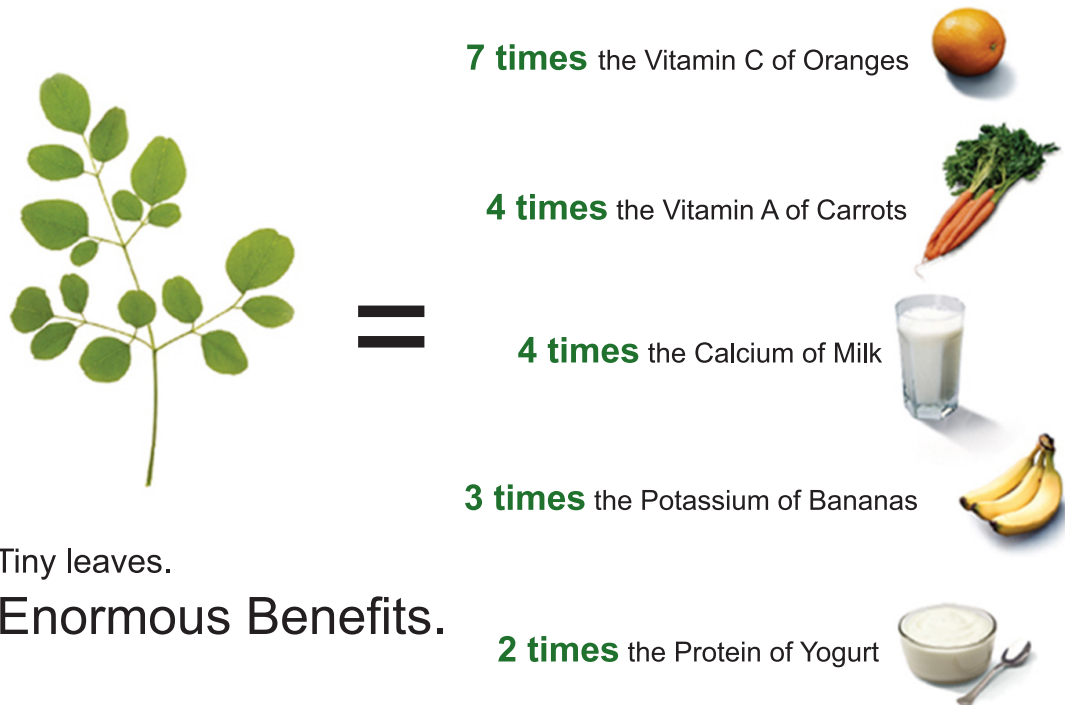 7 times the Vitamin C of Oranges
4 times the Vitamin A of Carrots
=
4 times the Calcium of Milk
3 times the Potassium of Bananas
Tiny leaves.
Enormous Benefits.
2 times the Protein of Yogurt